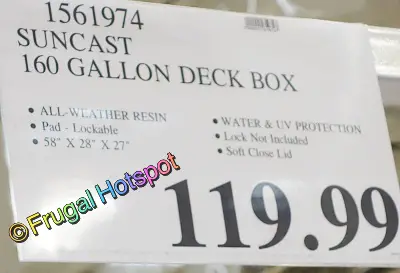 1561974
SUNCAST
160 GALLON DECK BOX
• ALL-WEATHER RESIN
• Pad - Lockable
• 58" X 28" X 27"
• WATER & UV PROTECTION
• Lock Not Included
• Soft Close Lid
© Frugal Hotspot
119.99